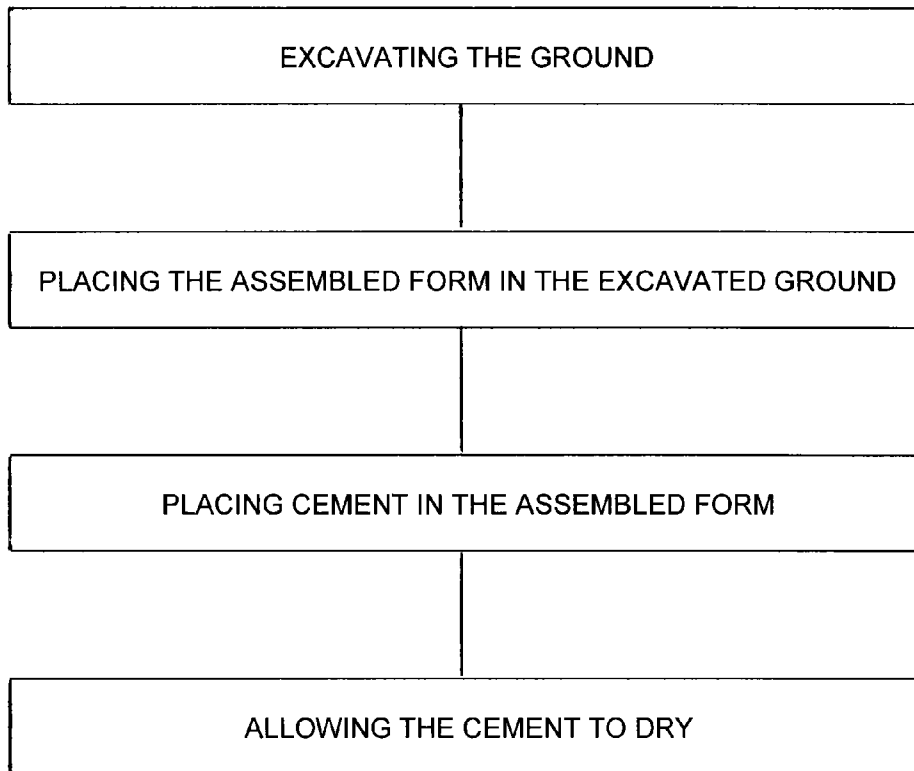 EXCAVATING THE GROUND
PLACING THE ASSEMBLED FORM IN THE EXCAVATED GROUND
PLACING CEMENT IN THE ASSEMBLED FORM
ALLOWING THE CEMENT TO DRY